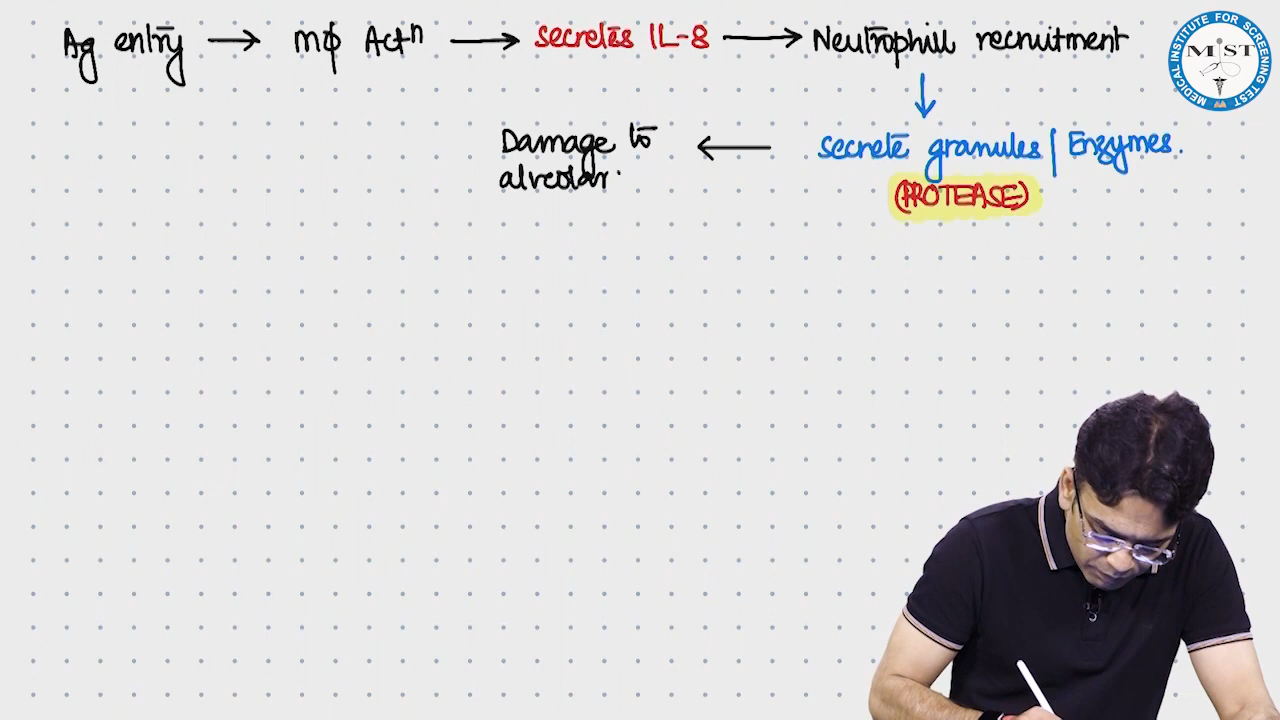 Ag entry → mφ Actⁿ → secretes IL-8 → Neutrophill recruitment
↓
Damage to ← secrete granules | Enzymes.
alveolar.
(PROTEASE)
MIST
MEDICAL INSTITUTE FOR SCREENING TEST